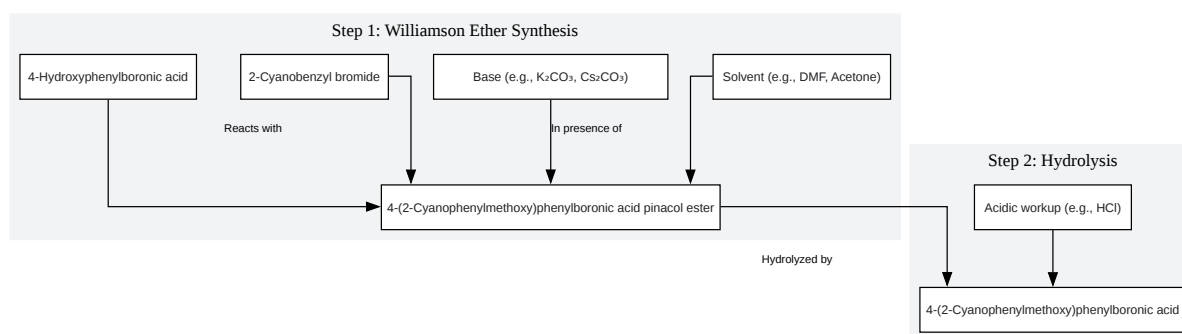 Step 1: Williamson Ether Synthesis
4-Hydroxyphenylboronic acid
2-Cyanobenzyl bromide
Base (e.g., K₂CO₃, Cs₂CO₃)
Solvent (e.g., DMF, Acetone)
Reacts with
In presence of
4-(2-Cyanophenylmethoxy)phenylboronic acid pinacol ester
Hydrolyzed by
Step 2: Hydrolysis
Acidic workup (e.g., HCl)
4-(2-Cyanophenylmethoxy)phenylboronic acid